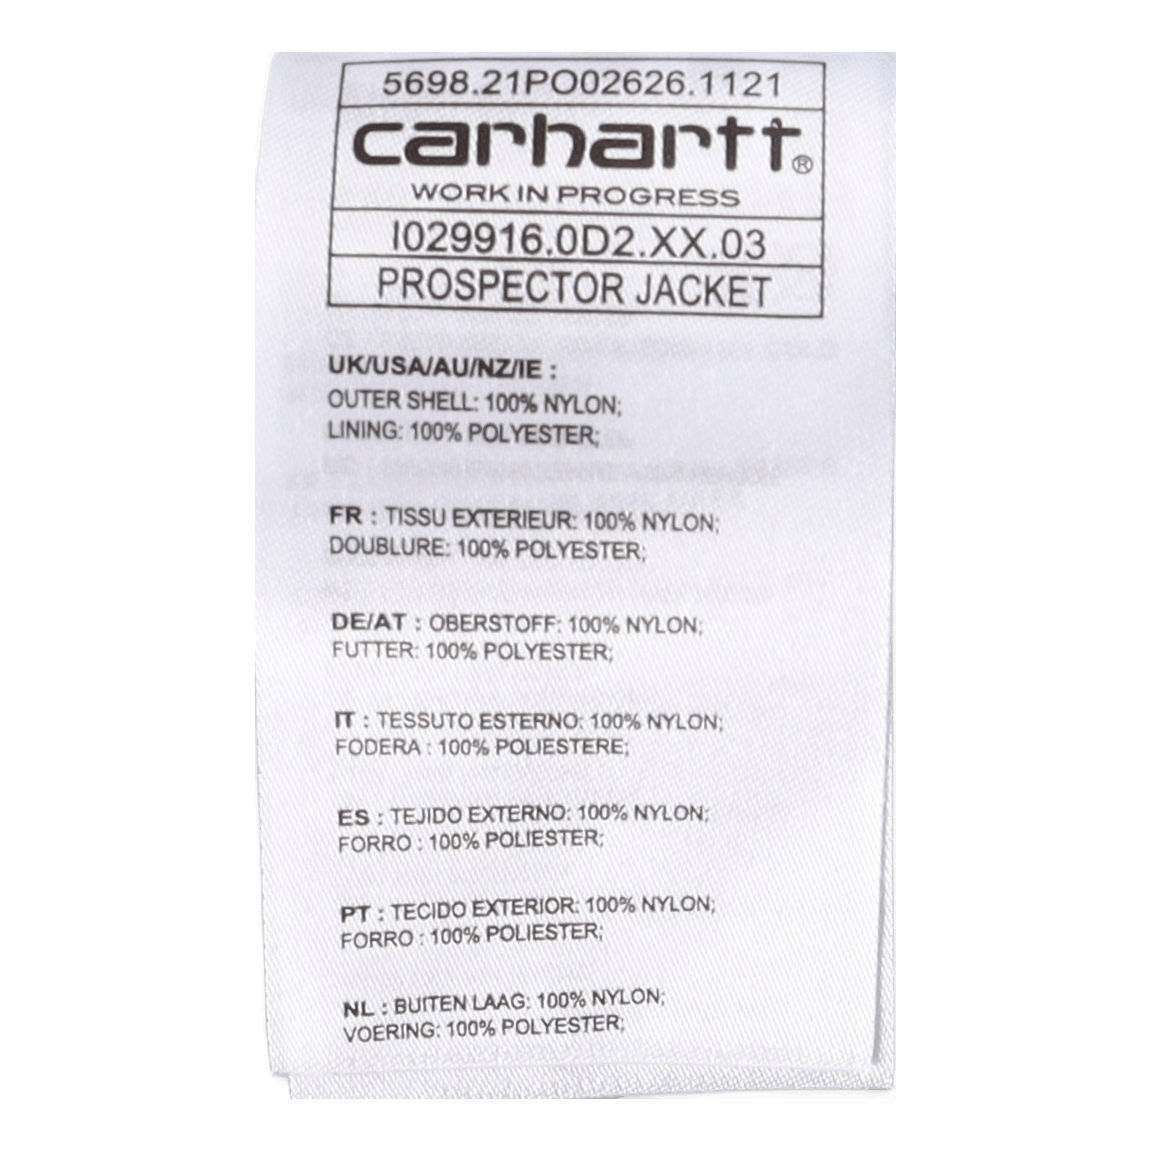 5698.21PO02626.1121
carhartt®
WORK IN PROGRESS
I029916.0D2.XX.03
PROSPECTOR JACKET
UK/USA/AU/NZ/IE :
OUTER SHELL: 100% NYLON;
LINING: 100% POLYESTER;
FR : TISSU EXTERIEUR: 100% NYLON;
DOUBLURE: 100% POLYESTER;
DE/AT : OBERSTOFF: 100% NYLON;
FUTTER: 100% POLYESTER;
IT : TESSUTO ESTERNO: 100% NYLON;
FODERA : 100% POLIESTERE;
ES : TEJIDO EXTERNO: 100% NYLON;
FORRO : 100% POLIESTER;
PT : TECIDO EXTERIOR: 100% NYLON;
FORRO : 100% POLIESTER;
NL : BUITEN LAAG: 100% NYLON;
VOERING: 100% POLYESTER;